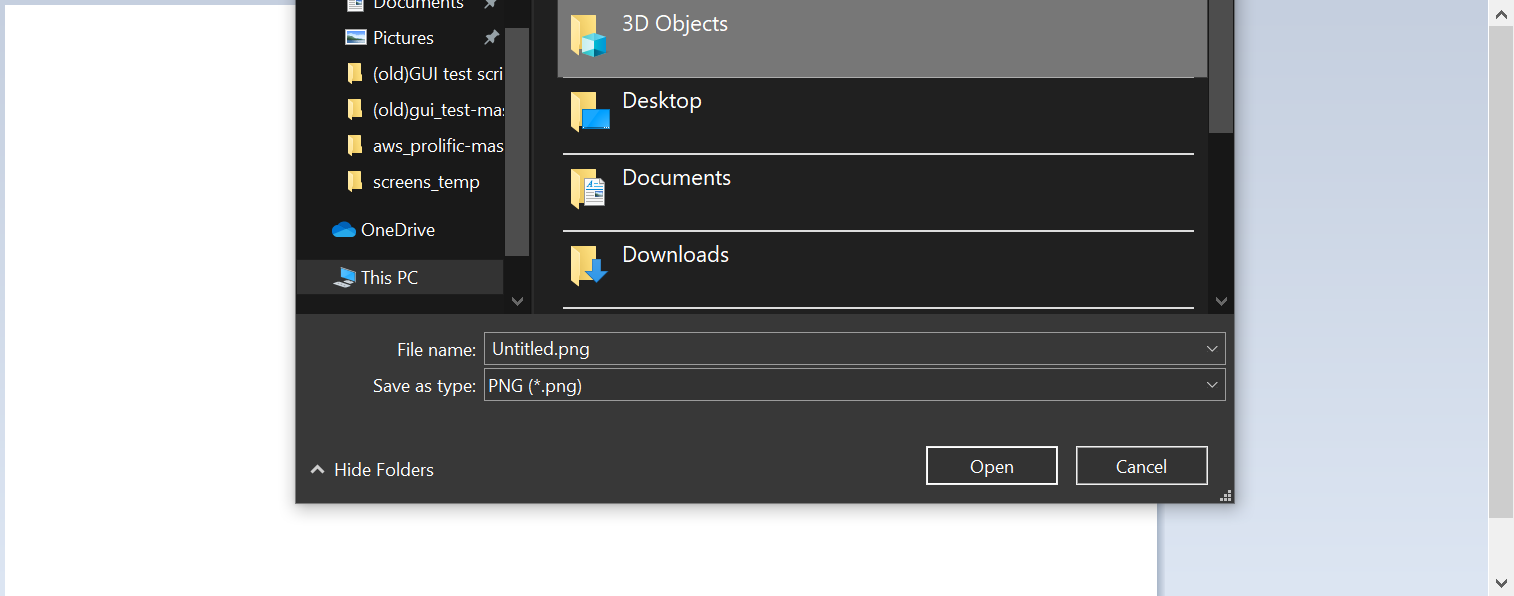 Documents
Pictures
(old)GUI test scri
(old)gui_test-mas
aws_prolific-mas
screens_temp
OneDrive
This PC
3D Objects
Desktop
Documents
Downloads
File name: Untitled.png
Save as type: PNG (*.png)
Hide Folders
Open
Cancel